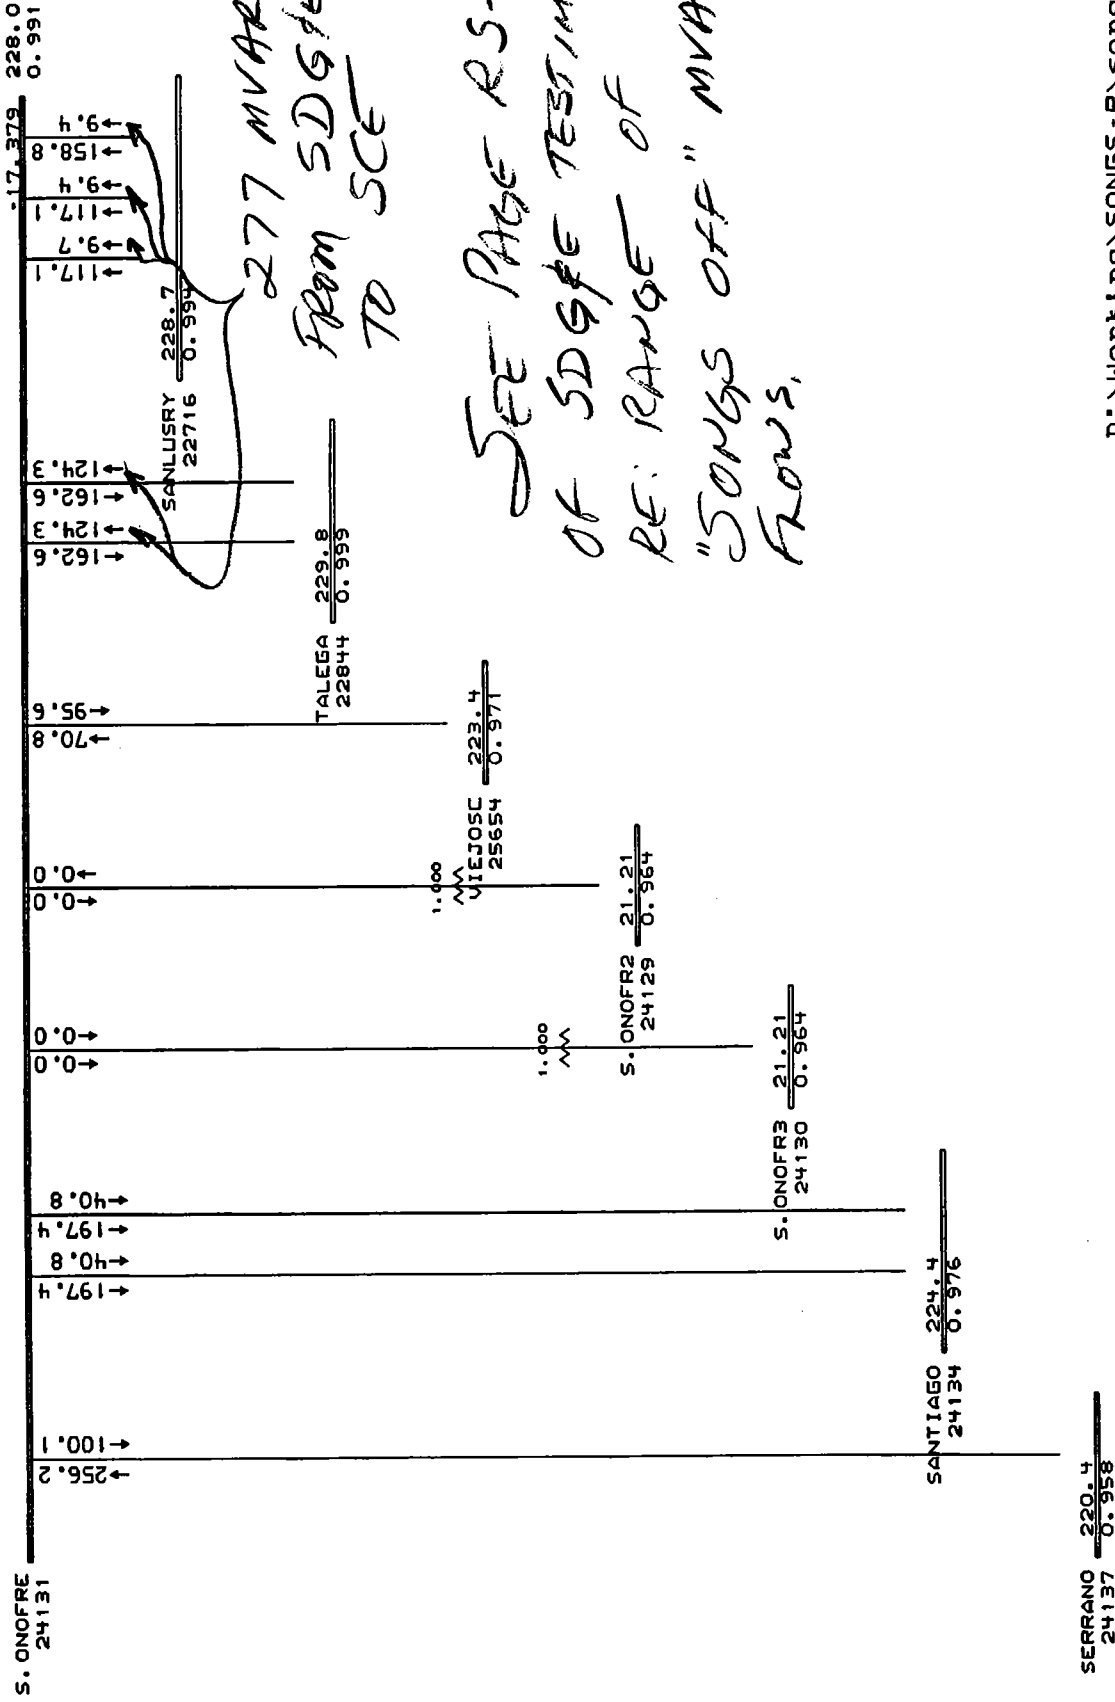 S. ONOFRE
24131
-17.379 228.0
0.991
256.2
100.1
197.4
40.8
197.4
40.8
0.0
0.0
0.0
0.0
70.8
95.6
162.6
124.3
162.6
124.3
117.1
9.7
117.1
9.4
158.8
9.4
SANLUSRY 228.7
22716 0.994
TALEGA 229.8
22844 0.999
1.000
VIEJOSC 223.4
25654 0.971
1.000
S. ONOFR2 21.21
24129 0.964
S. ONOFR3 21.21
24130 0.964
SANTIAGO 224.4
24134 0.976
SERRANO 220.4
24137 0.958
277 MVAR
FROM SDG&E
TO SCE
SEE PAGE RS-
OF SDG&E TESTIM
RE: RANGE OF
"SONGS OFF" MVA
FLOWS.